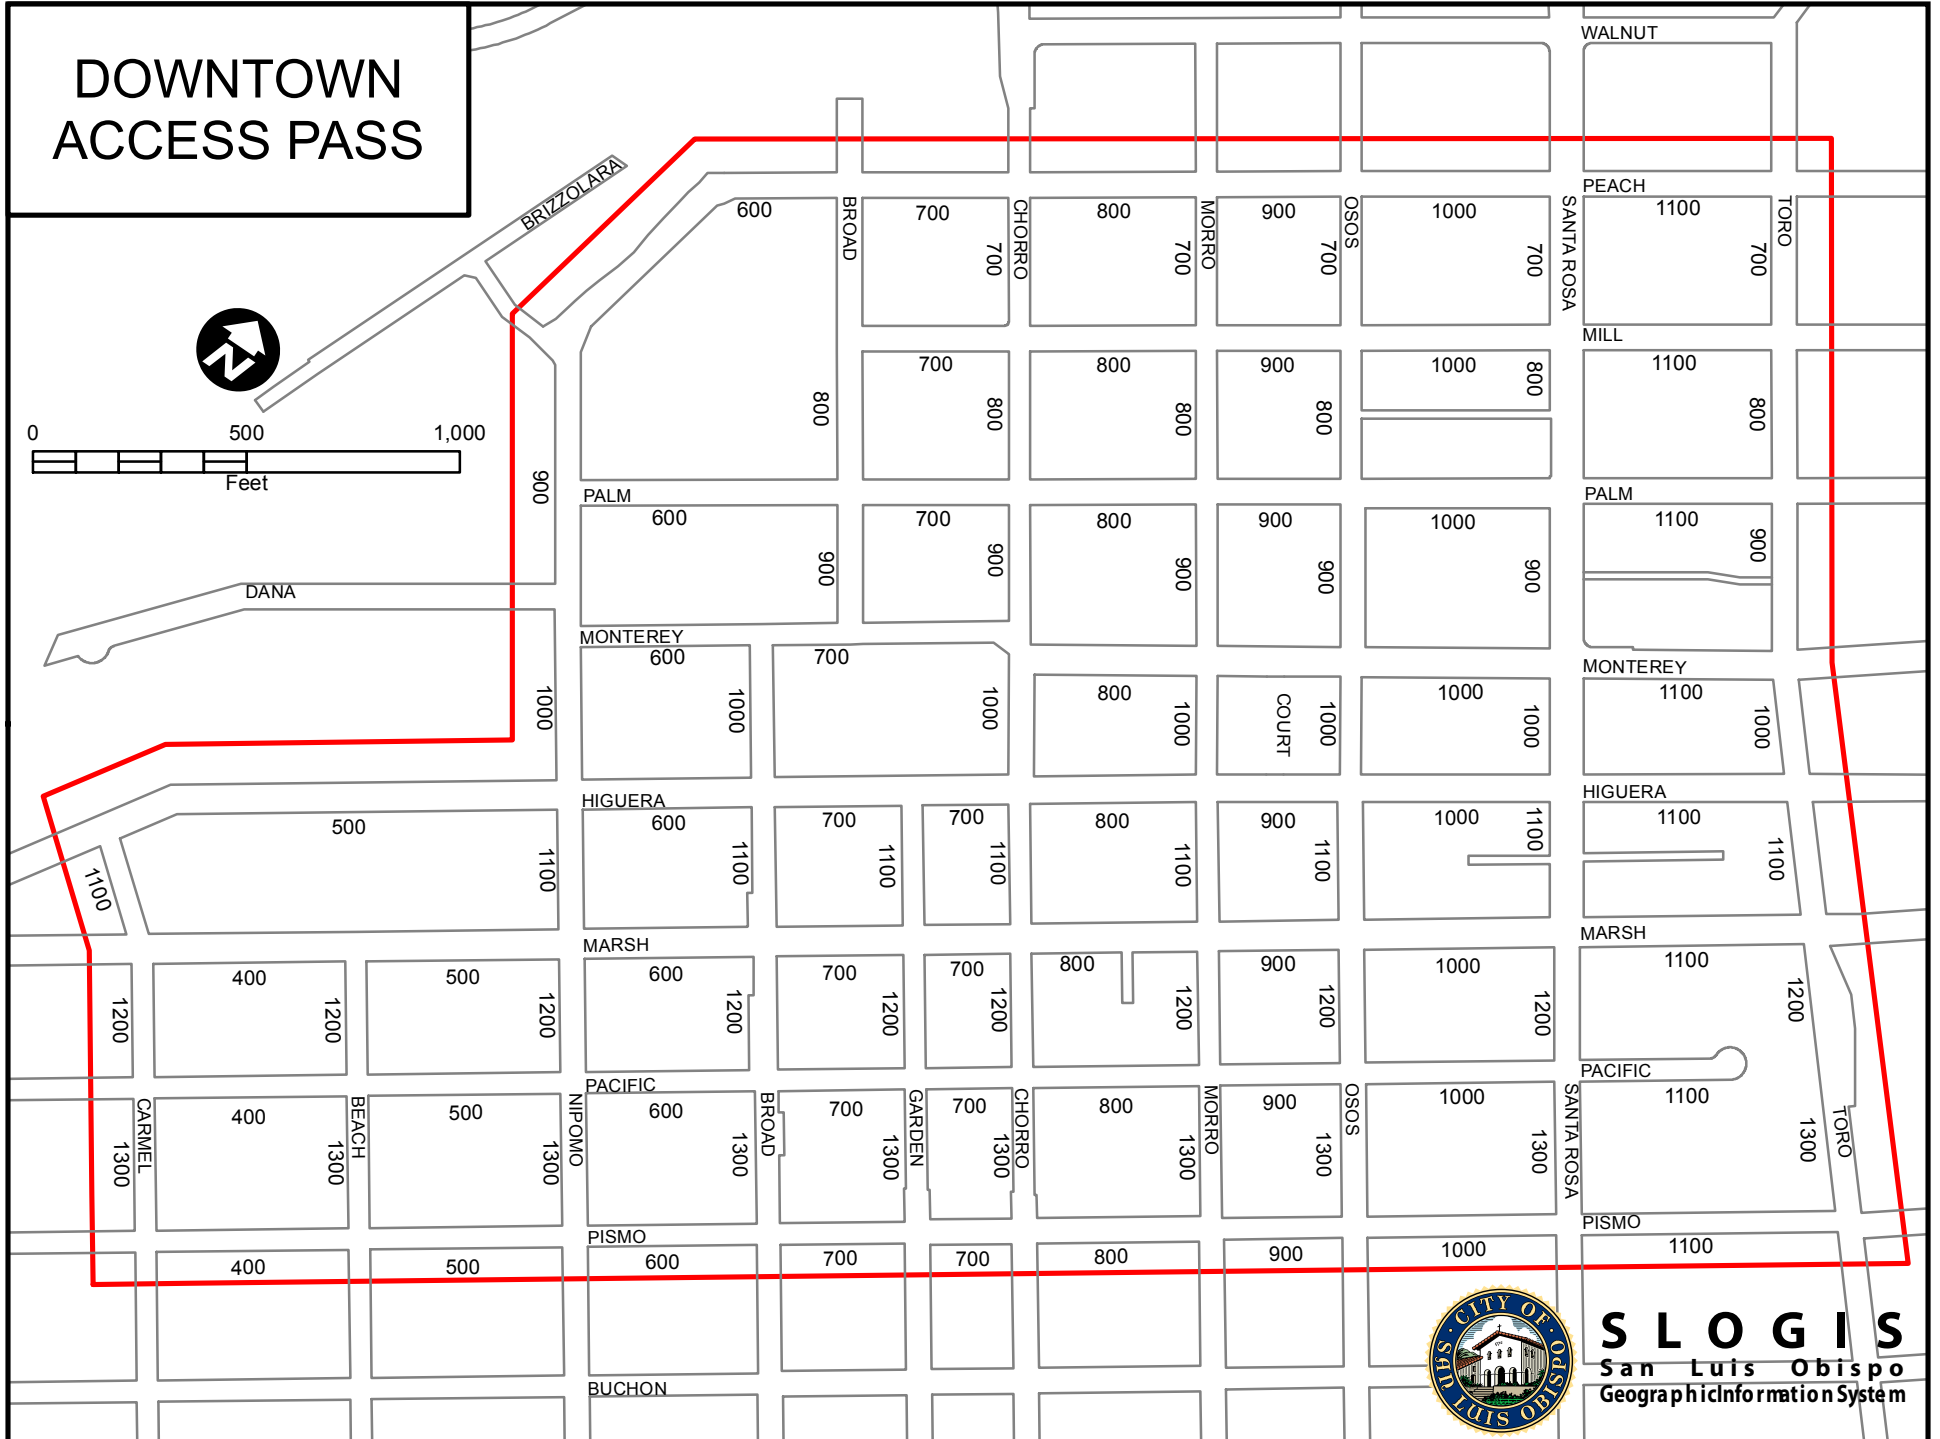 DOWNTOWN
ACCESS PASS
WALNUT
BRIZZOLARA
PEACH
600
BROAD
700
CHORRO
800
MORRO
900
OSOS
1000
SANTA ROSA
1100
TORO
700
700
700
700
700
MILL
N
700
800
900
1000
800
1100
800
800
800
800
800
0
500
1,000
Feet
900
PALM
PALM
600
700
800
900
1000
1100
900
900
900
900
900
900
DANA
MONTEREY
600
700
MONTEREY
800
1000
1100
1000
1000
1000
1000
COURT
1000
1000
1000
HIGUERA
HIGUERA
500
600
700
700
800
900
1000
1100
1100
1100
1100
1100
1100
1100
1100
1100
1100
MARSH
MARSH
400
500
600
700
700
800
900
1000
1100
1200
1200
1200
1200
1200
1200
1200
1200
1200
1200
PACIFIC
PACIFIC
CARMEL
400
BEACH
500
NIPOMO
600
BROAD
700
GARDEN
700
CHORRO
800
MORRO
900
OSOS
1000
SANTA ROSA
1100
TORO
1300
1300
1300
1300
1300
1300
1300
1300
1300
1300
PISMO
PISMO
400
500
600
700
700
800
900
1000
1100
BUCHON
CITY OF
SAN LUIS OBISPO
SLOGIS
San Luis Obispo
Geographic Information System